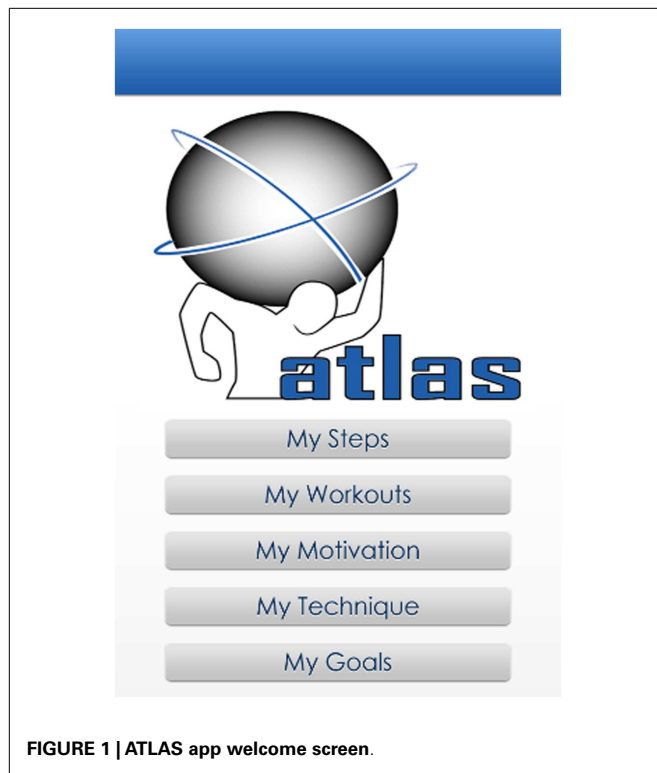 atlas
My Steps
My Workouts
My Motivation
My Technique
My Goals
FIGURE 1 | ATLAS app welcome screen.